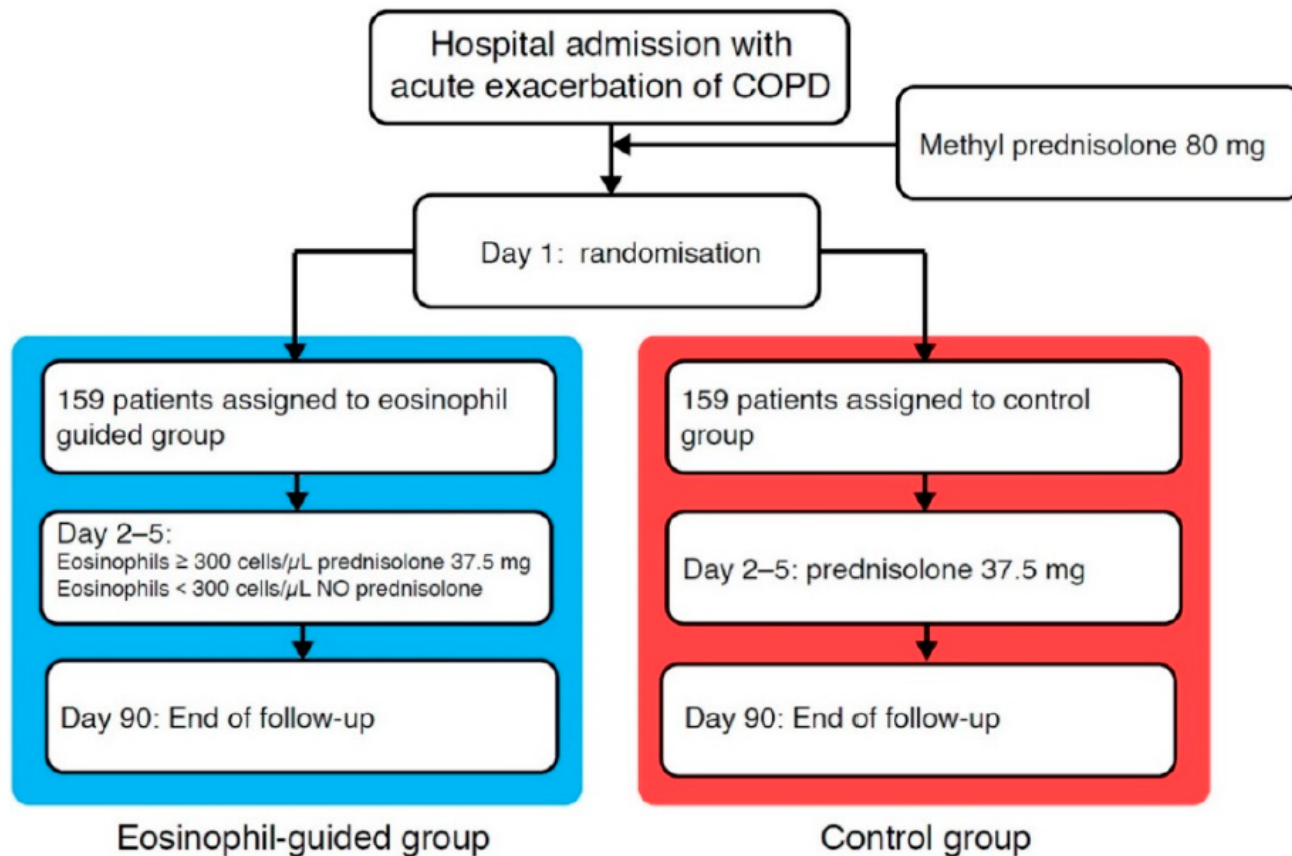 Hospital admission with
acute exacerbation of COPD
Methyl prednisolone 80 mg
Day 1: randomisation
159 patients assigned to eosinophil
guided group
159 patients assigned to control
group
Day 2–5:
Eosinophils ≥ 300 cells/µL prednisolone 37.5 mg
Eosinophils < 300 cells/µL NO prednisolone
Day 2–5: prednisolone 37.5 mg
Day 90: End of follow-up
Day 90: End of follow-up
Eosinophil-guided group
Control group